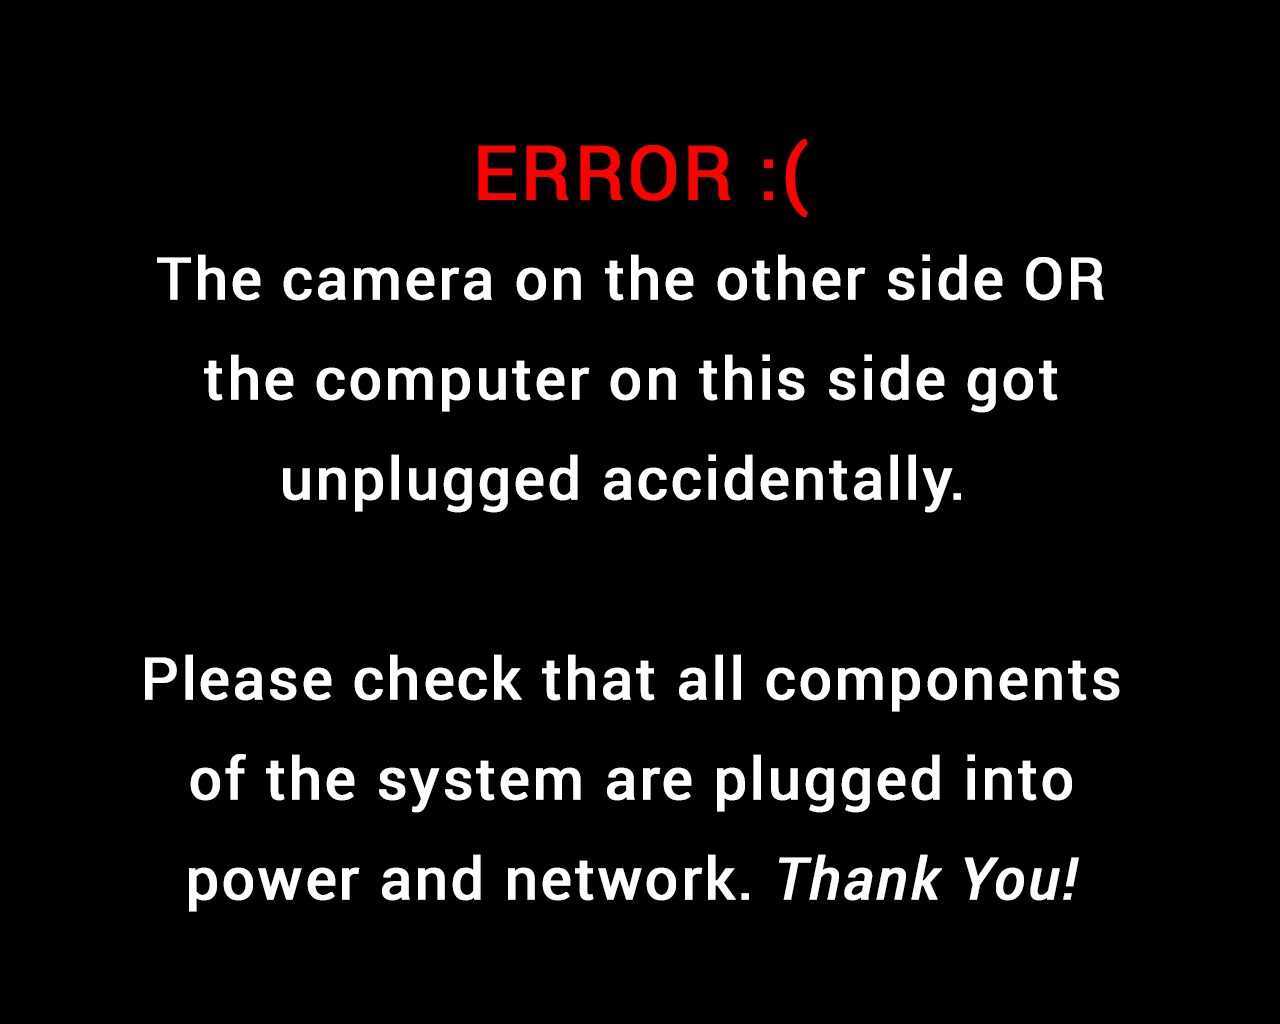 ERROR :(
The camera on the other side OR
the computer on this side got
unplugged accidentally.
Please check that all components
of the system are plugged into
power and network. Thank You!